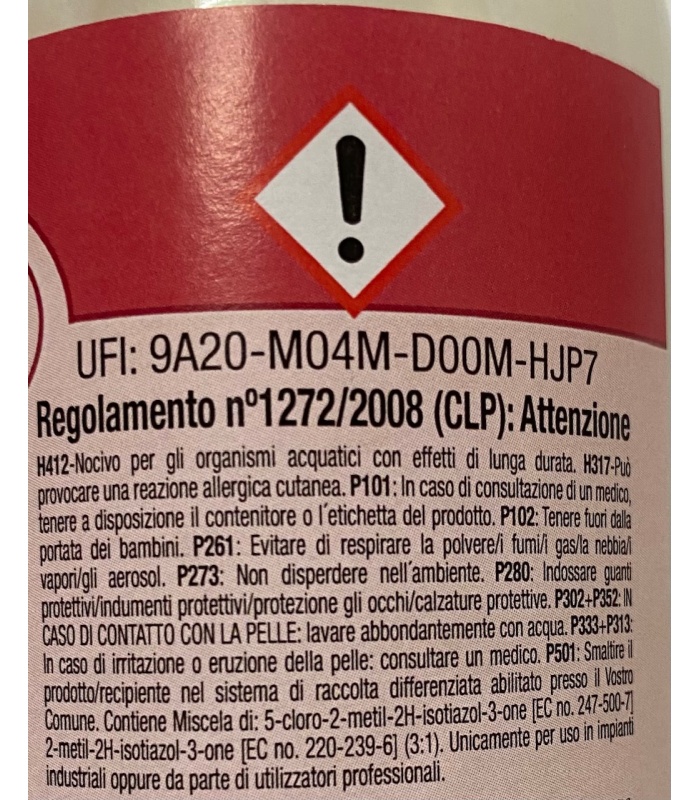 UFI: 9A20-M04M-D00M-HJP7
Regolamento nº1272/2008 (CLP): Attenzione
H412-Nocivo per gli organismi acquatici con effetti di lunga durata. H317-Può
provocare una reazione allergica cutanea. P101: In caso di consultazione di un medico,
tenere a disposizione il contenitore o l´etichetta del prodotto. P102: Tenere fuori dalla
portata dei bambini. P261: Evitare di respirare la polvere/i fumi/i gas/la nebbia/i
vapori/gli aerosol. P273: Non disperdere nell´ambiente. P280: Indossare guanti
protettivi/indumenti protettivi/protezione gli occhi/calzature protettive. P302+P352: IN
CASO DI CONTATTO CON LA PELLE: lavare abbondantemente con acqua. P333+P313:
In caso di irritazione o eruzione della pelle: consultare un medico. P501: Smaltire il
prodotto/recipiente nel sistema di raccolta differenziata abilitato presso il Vostro
Comune. Contiene Miscela di: 5-cloro-2-metil-2H-isotiazol-3-one [EC no. 247-500-7]
2-metil-2H-isotiazol-3-one [EC no. 220-239-6] (3:1). Unicamente per uso in impianti
industriali oppure da parte di utilizzatori professionali.